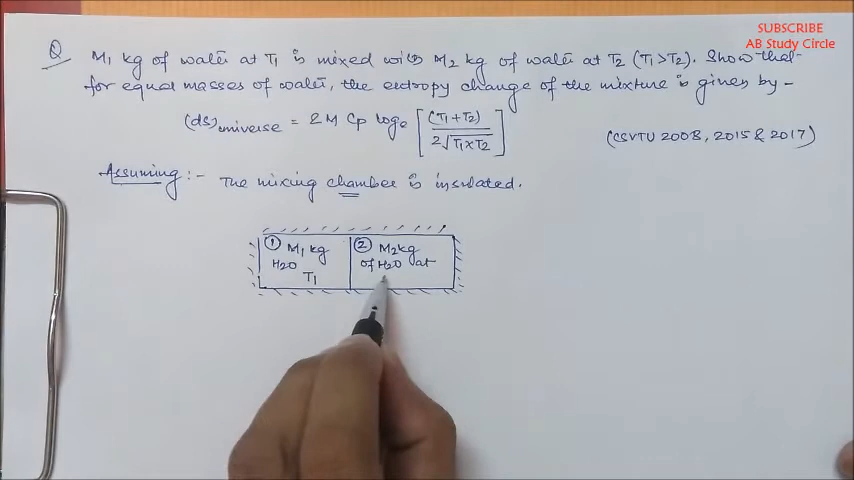 SUBSCRIBE
AB Study Circle
Q M1 kg of water at T1 is mixed with M2 kg of water at T2 (T1>T2). Show that
for equal masses of water, the entropy change of the mixture is given by -
(ds)universe = 2 M Cp loge [(T1+T2) / 2√T1×T2]
(CSVTU 2008, 2015 & 2017)
Assuming :- The mixing chamber is insulated.
① M1 kg
H2O
T1
② M2 kg
of H2O at